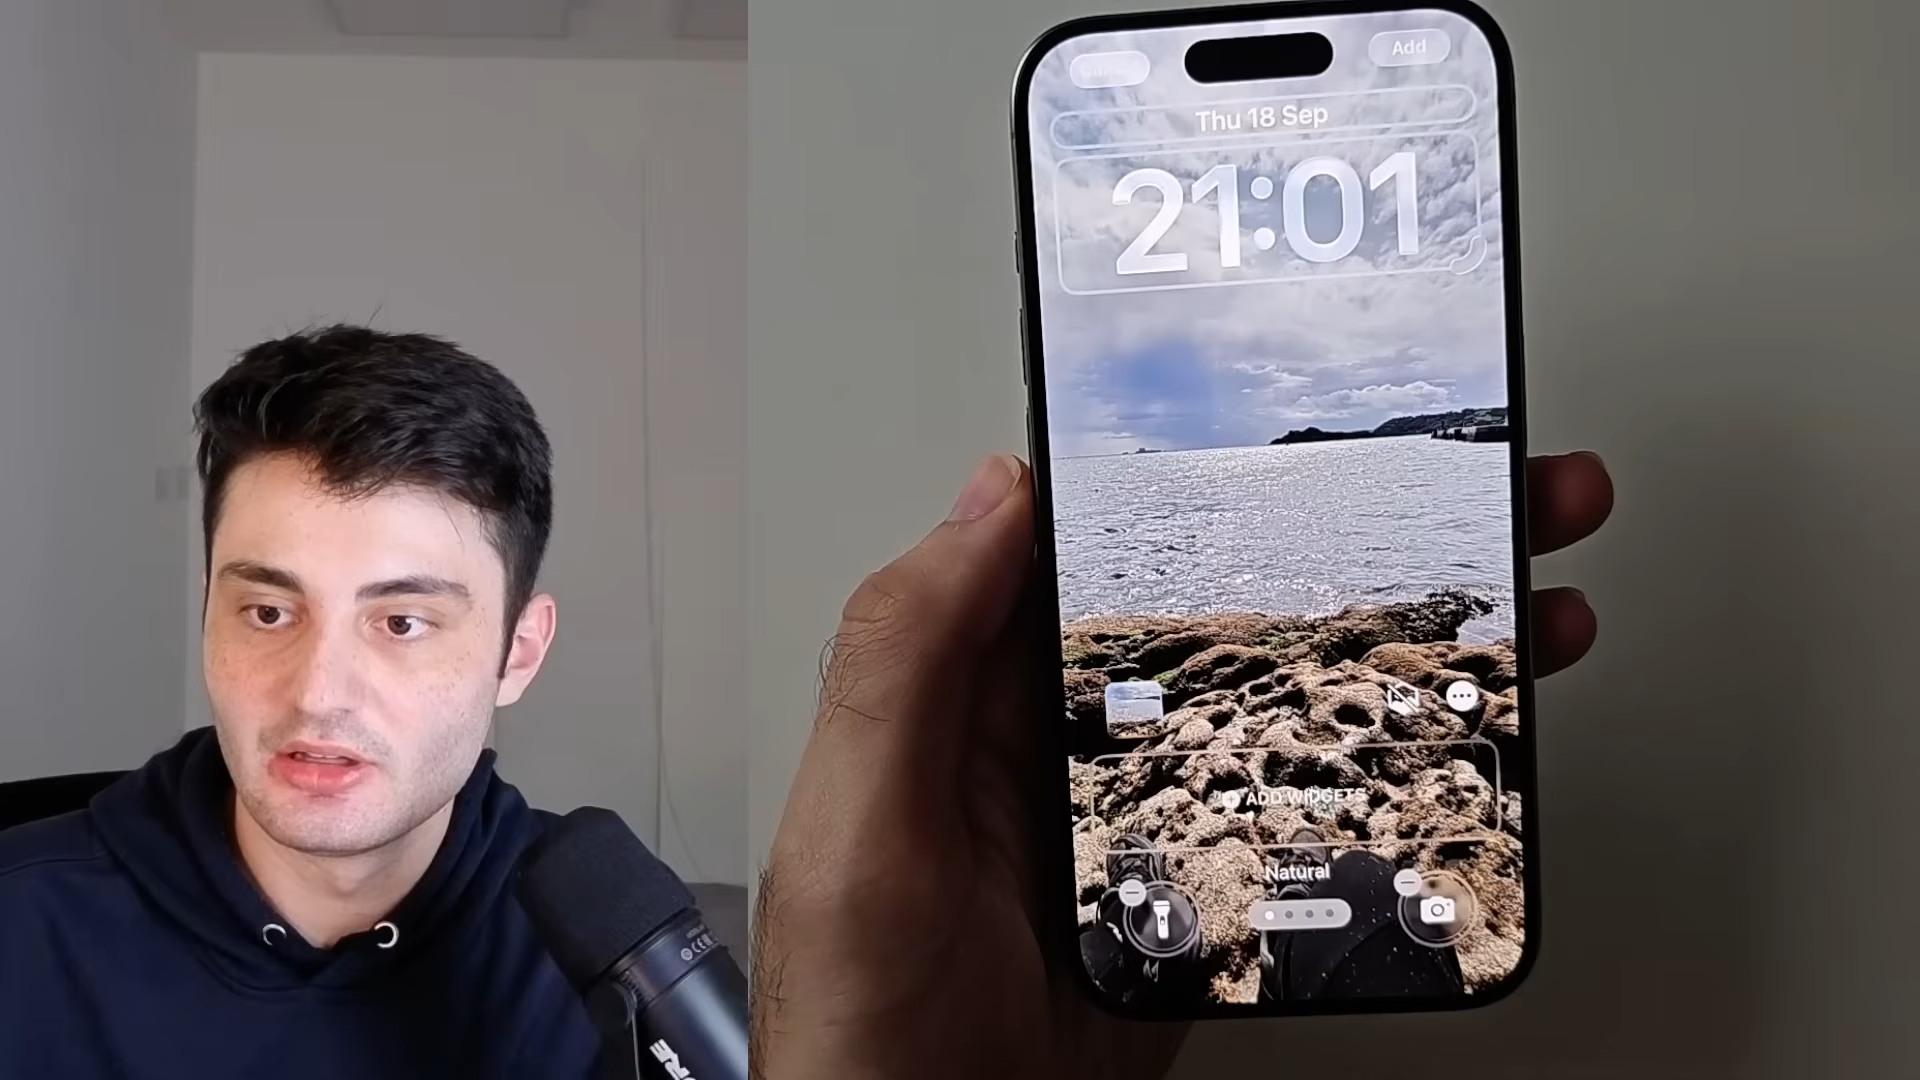 Add
Thu 18 Sep
21:01
ADD WIDGETS
Natural